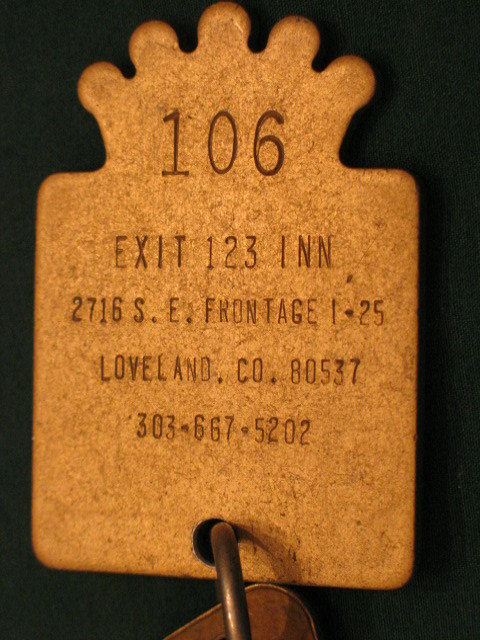 106
EXIT 123 INN
2716 S. E. FRONTAGE I-25
LOVELAND, CO. 80537
303-667-5202